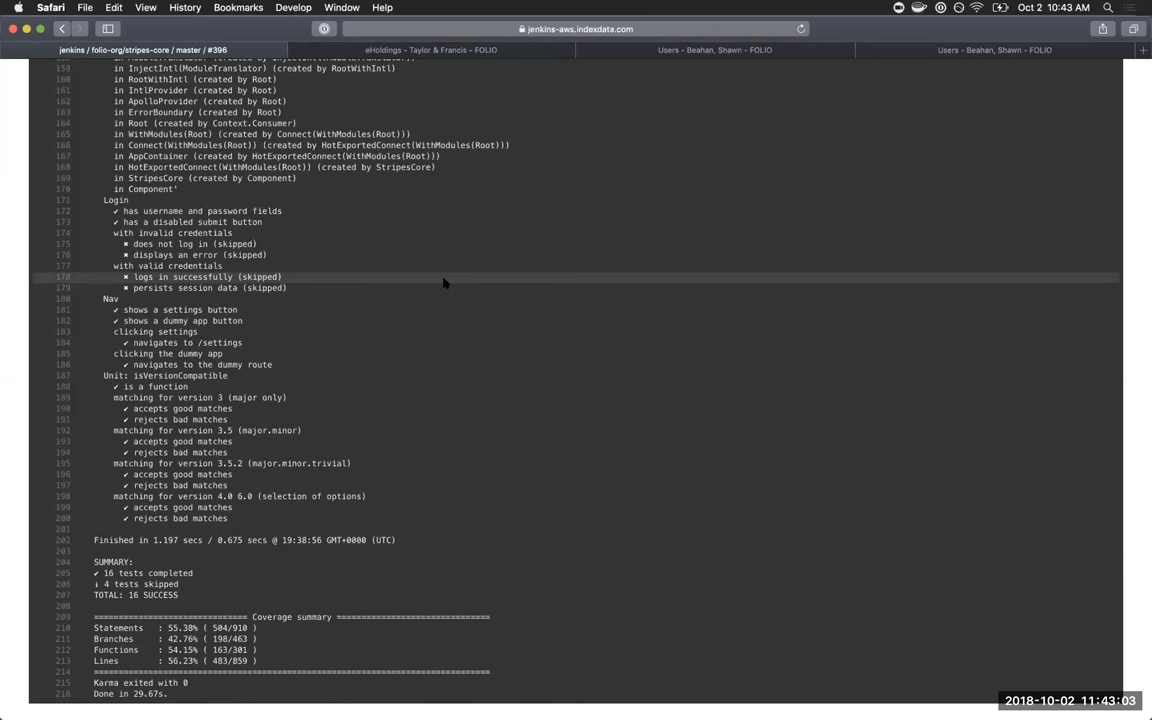 Safari File Edit View History Bookmarks Develop Window Help Oct 2 10:43 AM
jenkins-aws.indexdata.com
jenkins / folio-org/stripes-core / master / #396 eHoldings - Taylor & Francis - FOLIO Users - Beahan, Shawn - FOLIO Users - Beahan, Shawn - FOLIO
159 in InjectIntl(ModuleTranslator) (created by RootWithIntl)
160 in RootWithIntl (created by Root)
161 in IntlProvider (created by Root)
162 in ApolloProvider (created by Root)
163 in ErrorBoundary (created by Root)
164 in Root (created by Context.Consumer)
165 in WithModules(Root) (created by Connect(WithModules(Root)))
166 in Connect(WithModules(Root)) (created by HotExportedConnect(WithModules(Root)))
167 in AppContainer (created by HotExportedConnect(WithModules(Root)))
168 in HotExportedConnect(WithModules(Root)) (created by StripesCore)
169 in StripesCore (created by Component)
170 in Component'
171 Login
172 ✔ has username and password fields
173 ✔ has a disabled submit button
174 with invalid credentials
175 ✖ does not log in (skipped)
176 ✖ displays an error (skipped)
177 with valid credentials
178 ✖ logs in successfully (skipped)
179 ✖ persists session data (skipped)
180 Nav
181 ✔ shows a settings button
182 ✔ shows a dummy app button
183 clicking settings
184 ✔ navigates to /settings
185 clicking the dummy app
186 ✔ navigates to the dummy route
187 Unit: isVersionCompatible
188 ✔ is a function
189 matching for version 3 (major only)
190 ✔ accepts good matches
191 ✔ rejects bad matches
192 matching for version 3.5 (major.minor)
193 ✔ accepts good matches
194 ✔ rejects bad matches
195 matching for version 3.5.2 (major.minor.trivial)
196 ✔ accepts good matches
197 ✔ rejects bad matches
198 matching for version 4.0 6.0 (selection of options)
199 ✔ accepts good matches
200 ✔ rejects bad matches
201
202 Finished in 1.197 secs / 0.675 secs @ 19:38:56 GMT+0000 (UTC)
203
204 SUMMARY:
205 ✔ 16 tests completed
206 ℹ 4 tests skipped
207 TOTAL: 16 SUCCESS
208
209 =============================== Coverage summary ===============================
210 Statements : 55.38% ( 504/910 )
211 Branches : 42.76% ( 198/463 )
212 Functions : 54.15% ( 163/301 )
213 Lines : 56.23% ( 483/859 )
214 ================================================================================
215 Karma exited with 0
216 Done in 29.67s.
2018-10-02 11:43:03